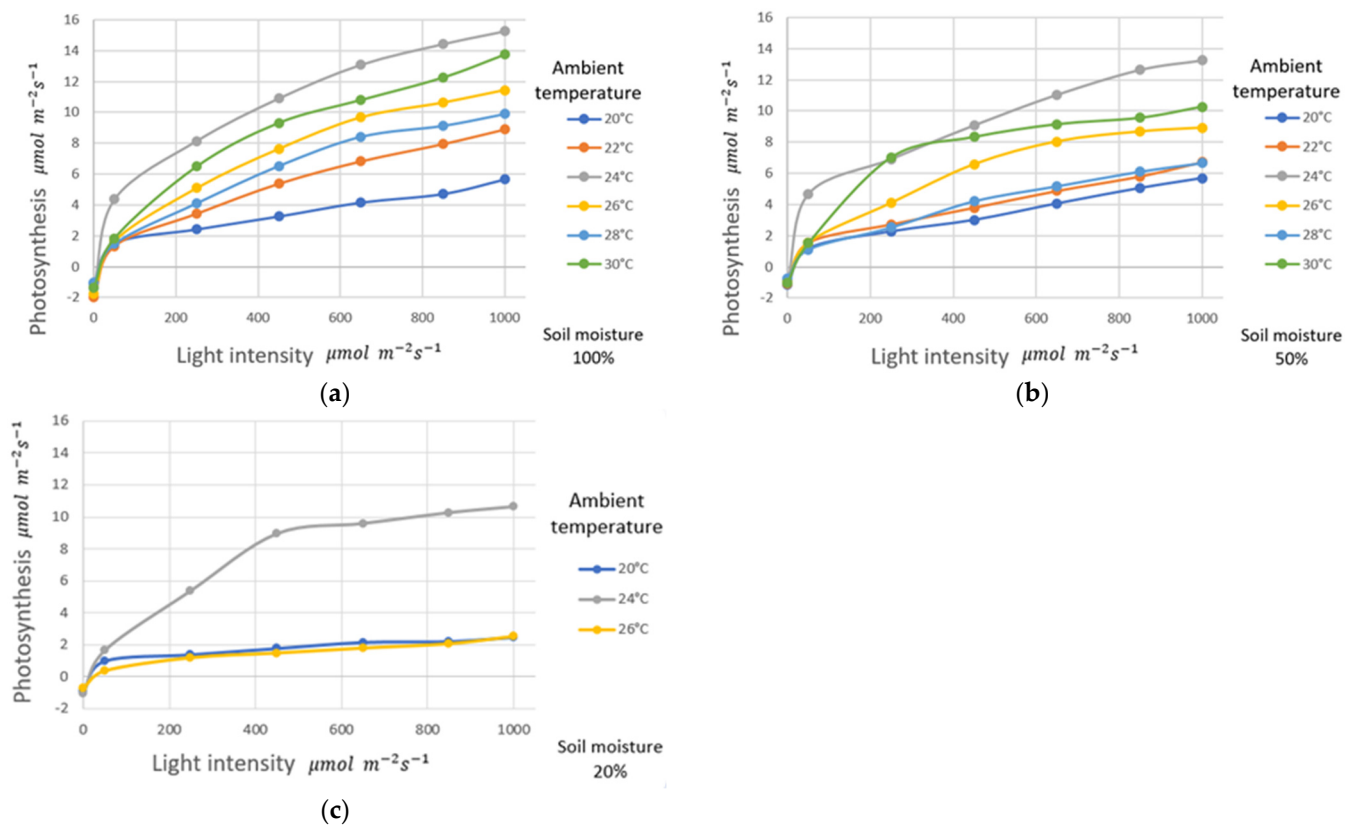 16
14
12
10
8
6
4
2
0
-2
Photosynthesis μmol m⁻²s⁻¹
0 200 400 600 800 1000
Light intensity μmol m⁻²s⁻¹
Ambient
temperature
20°C
22°C
24°C
26°C
28°C
30°C
Soil moisture
100%
(a)
16
14
12
10
8
6
4
2
0
-2
Photosynthesis μmol m⁻²s⁻¹
0 200 400 600 800 1000
Light intensity μmol m⁻²s⁻¹
Ambient
temperature
20°C
22°C
24°C
26°C
28°C
30°C
Soil moisture
50%
(b)
16
14
12
10
8
6
4
2
0
-2
Photosynthesis μmol m⁻²s⁻¹
0 200 400 600 800 1000
Light intensity μmol m⁻²s⁻¹
Ambient
temperature
20°C
24°C
26°C
Soil moisture
20%
(c)